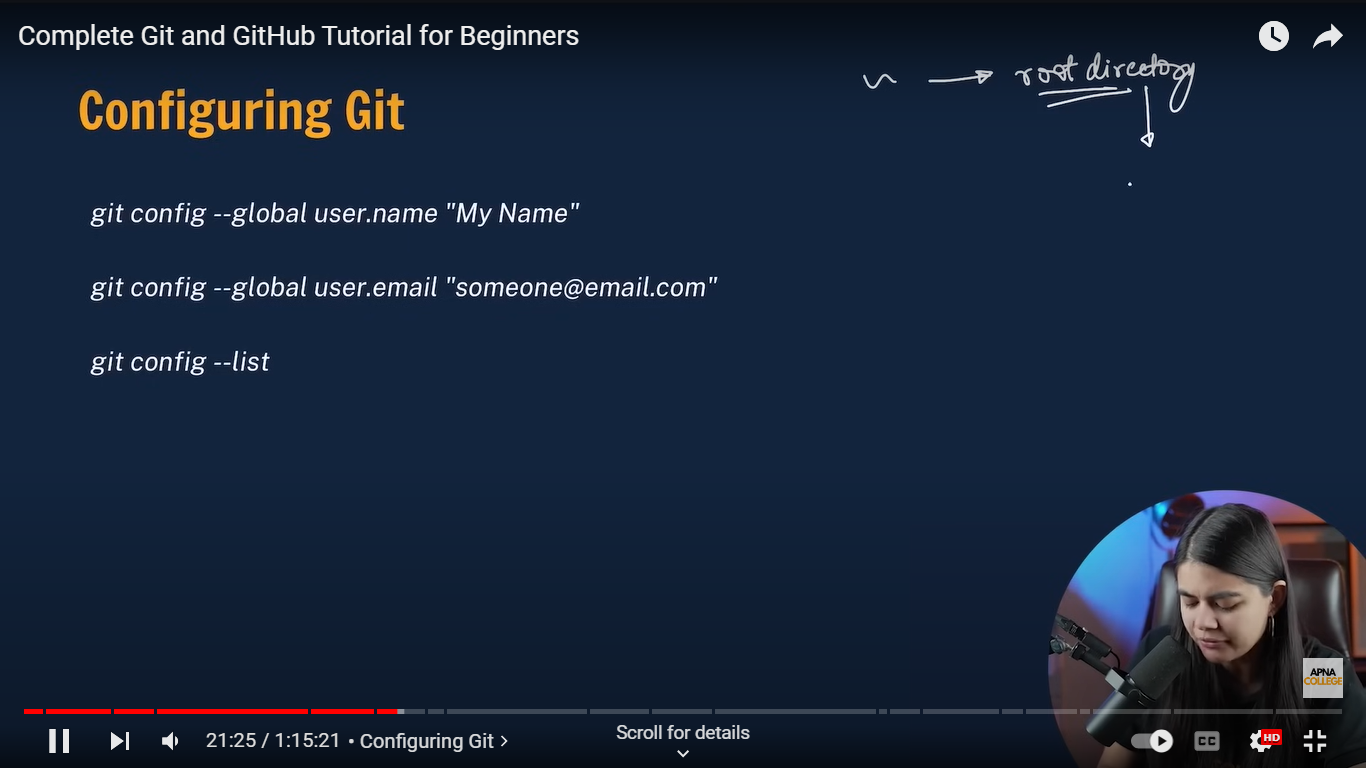 Complete Git and GitHub Tutorial for Beginners
~ → root directory
Configuring Git
git config --global user.name "My Name"
git config --global user.email "someone@email.com"
git config --list
APNA
COLLEGE
Scroll for details
21:25 / 1:15:21 • Configuring Git >
CC
HD